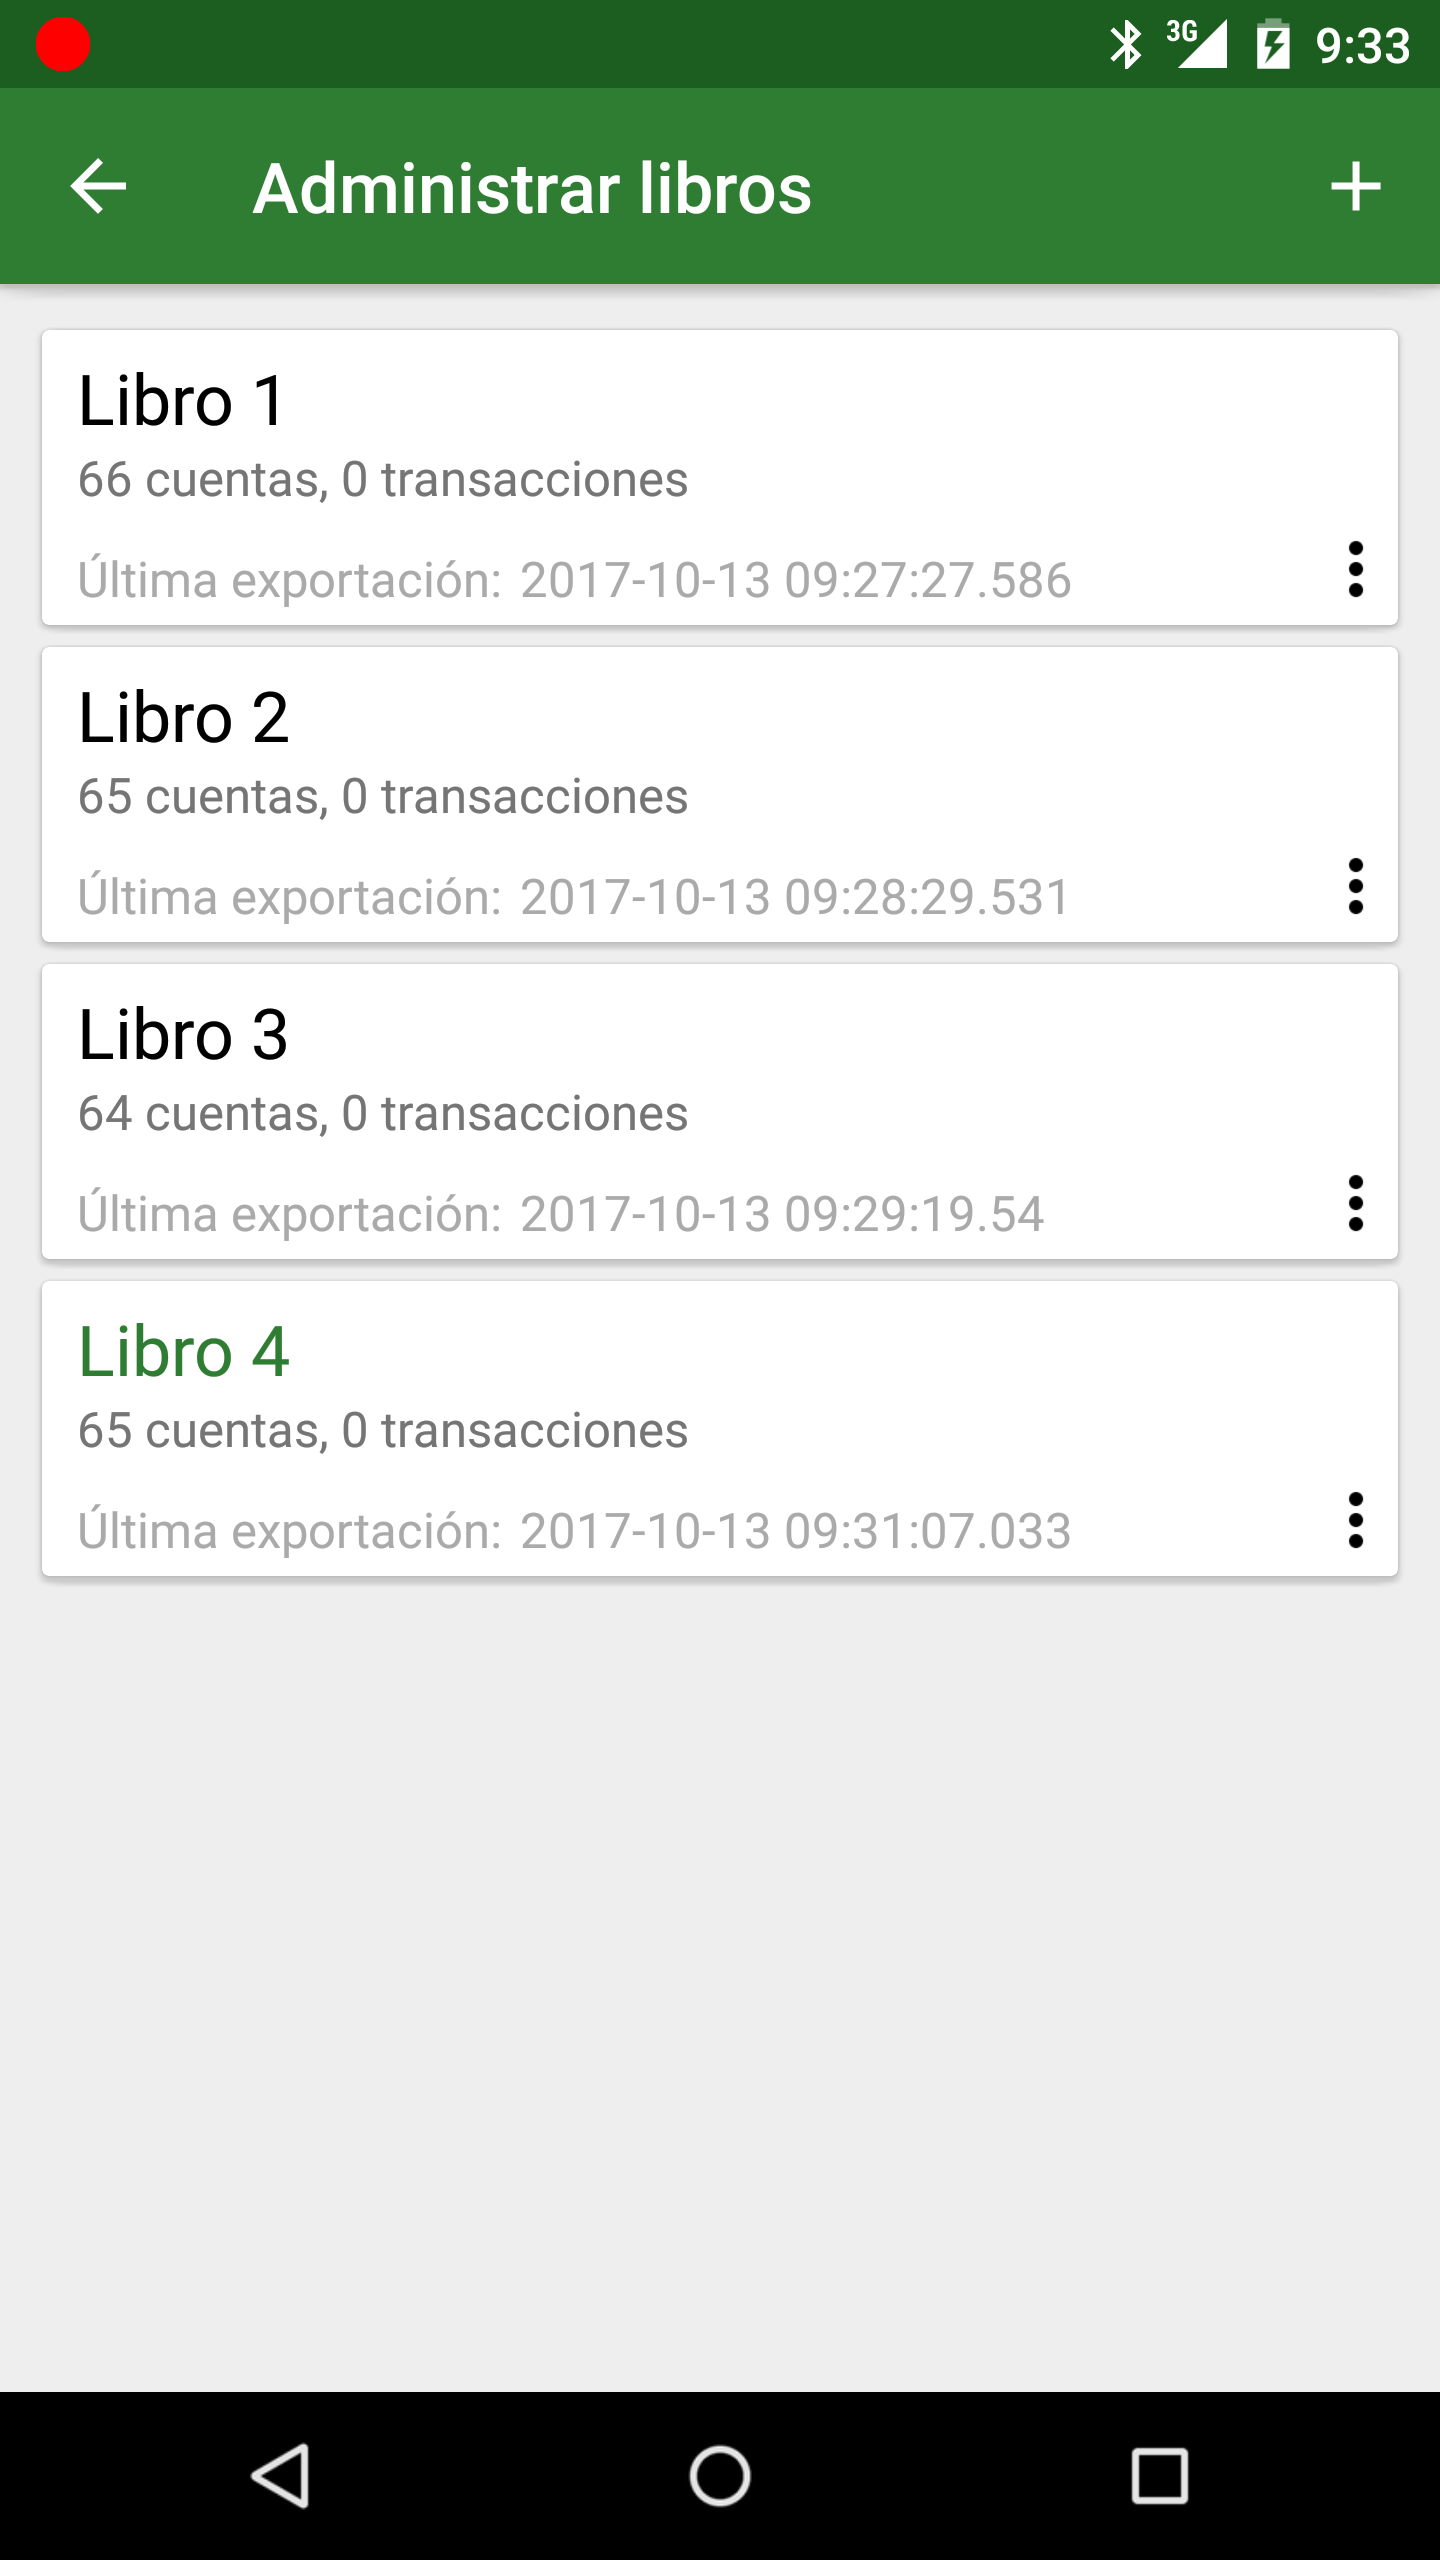 3G 9:33
Administrar libros
Libro 1
66 cuentas, 0 transacciones
Última exportación: 2017-10-13 09:27:27.586
Libro 2
65 cuentas, 0 transacciones
Última exportación: 2017-10-13 09:28:29.531
Libro 3
64 cuentas, 0 transacciones
Última exportación: 2017-10-13 09:29:19.54
Libro 4
65 cuentas, 0 transacciones
Última exportación: 2017-10-13 09:31:07.033